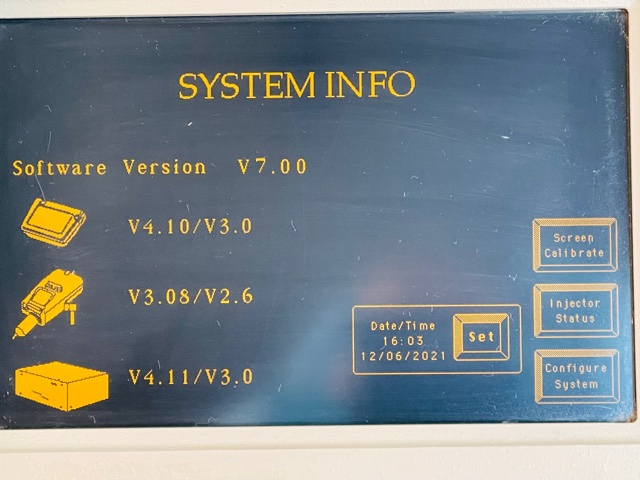 SYSTEM INFO
Software Version V7.00
V4.10/V3.0
V3.08/V2.6
V4.11/V3.0
Date/Time
16:03
12/06/2021
Set
Screen
Calibrate
Injector
Status
Configure
System